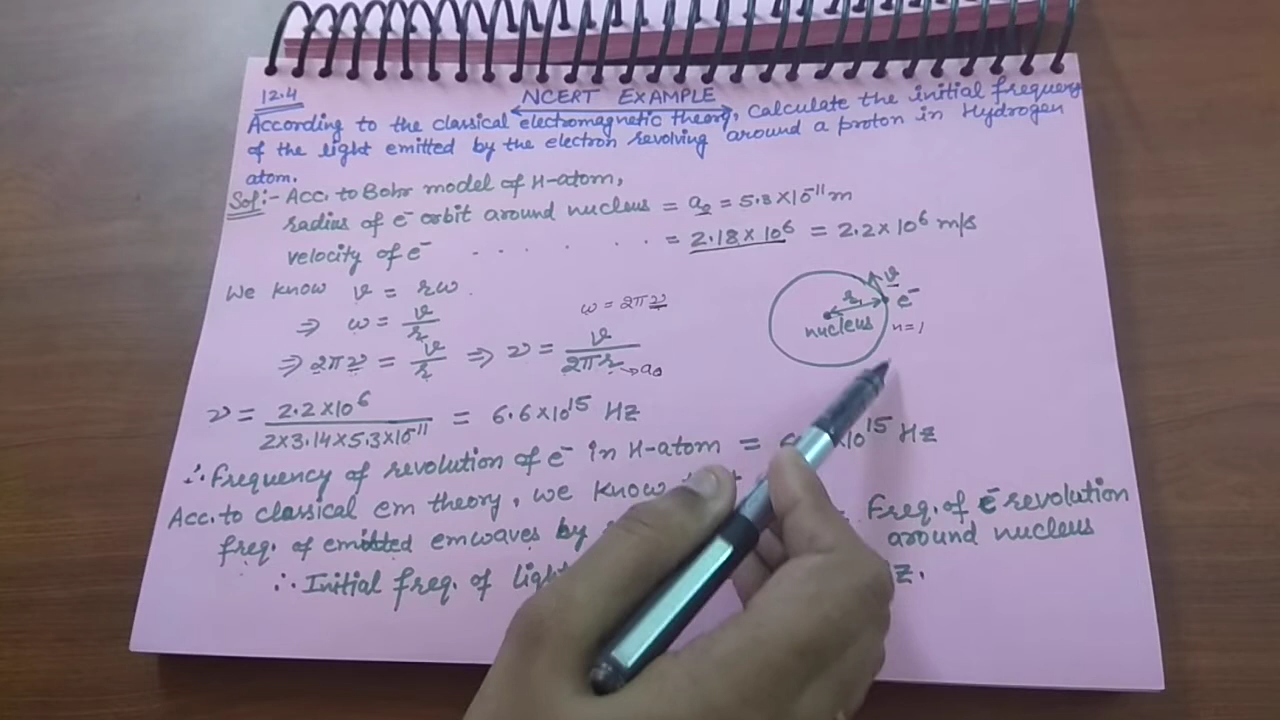 12.4
NCERT EXAMPLE
According to the classical electromagnetic theory, calculate the initial frequency
of the light emitted by the electron revolving around a proton in Hydrogen
atom.
Sol:- Acc. to Bohr model of H-atom,
radius of e⁻ orbit around nucleus = a₀ = 5.3×10⁻¹¹ m
velocity of e⁻ . . . . . . . . = 2.18×10⁶ = 2.2×10⁶ m/s
We know v = rω
⇒ ω = v/r
ω = 2πν
⇒ 2πν = v/r ⇒ ν = v/2πr → a₀
v
r₁
e⁻
nucleus
n=1
ν = 2.2×10⁶ / 2×3.14×5.3×10⁻¹¹ = 6.6×10¹⁵ Hz
∴ Frequency of revolution of e⁻ in H-atom = ×10¹⁵ Hz
Acc. to classical em theory, we know
freq. of emitted em waves by = Freq. of e⁻ revolution
around nucleus
∴ Initial freq. of z.